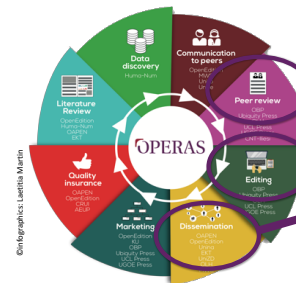 Data
discovery
Huma-Num
Communication
to peers
OpenEdition
Peer review
OBP
Ubiquity Press
UCL Press
Editing
OBP
Ubiquity Press
UCL Press
UGOE Press
Dissemination
OAPEN
OpenEdition
Unino
EKT
Marketing
OpenEdition
KU
OBP
Ubiquity Press
UCL Press
UGOE Press
Quality
insurance
OAPEN
OpenEdition
CRUI
AEUP
Literature
Review
OpenEdition
Huma-Num
OAPEN
EKT
OPERAS
©infographics: Laetitia Martin